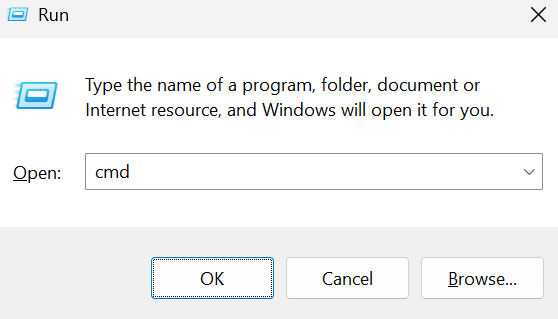 Run
Type the name of a program, folder, document or
Internet resource, and Windows will open it for you.
Open: cmd
OK Cancel Browse...